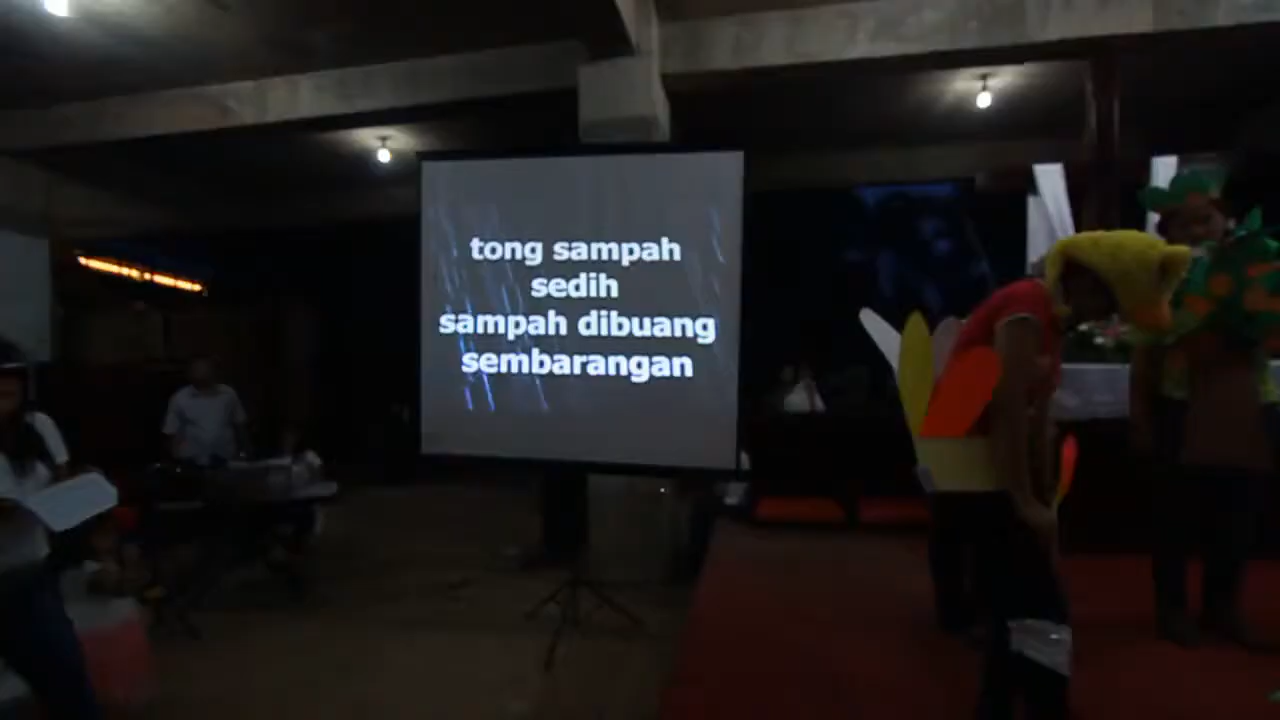 tong sampah
sedih
sampah dibuang
sembarangan